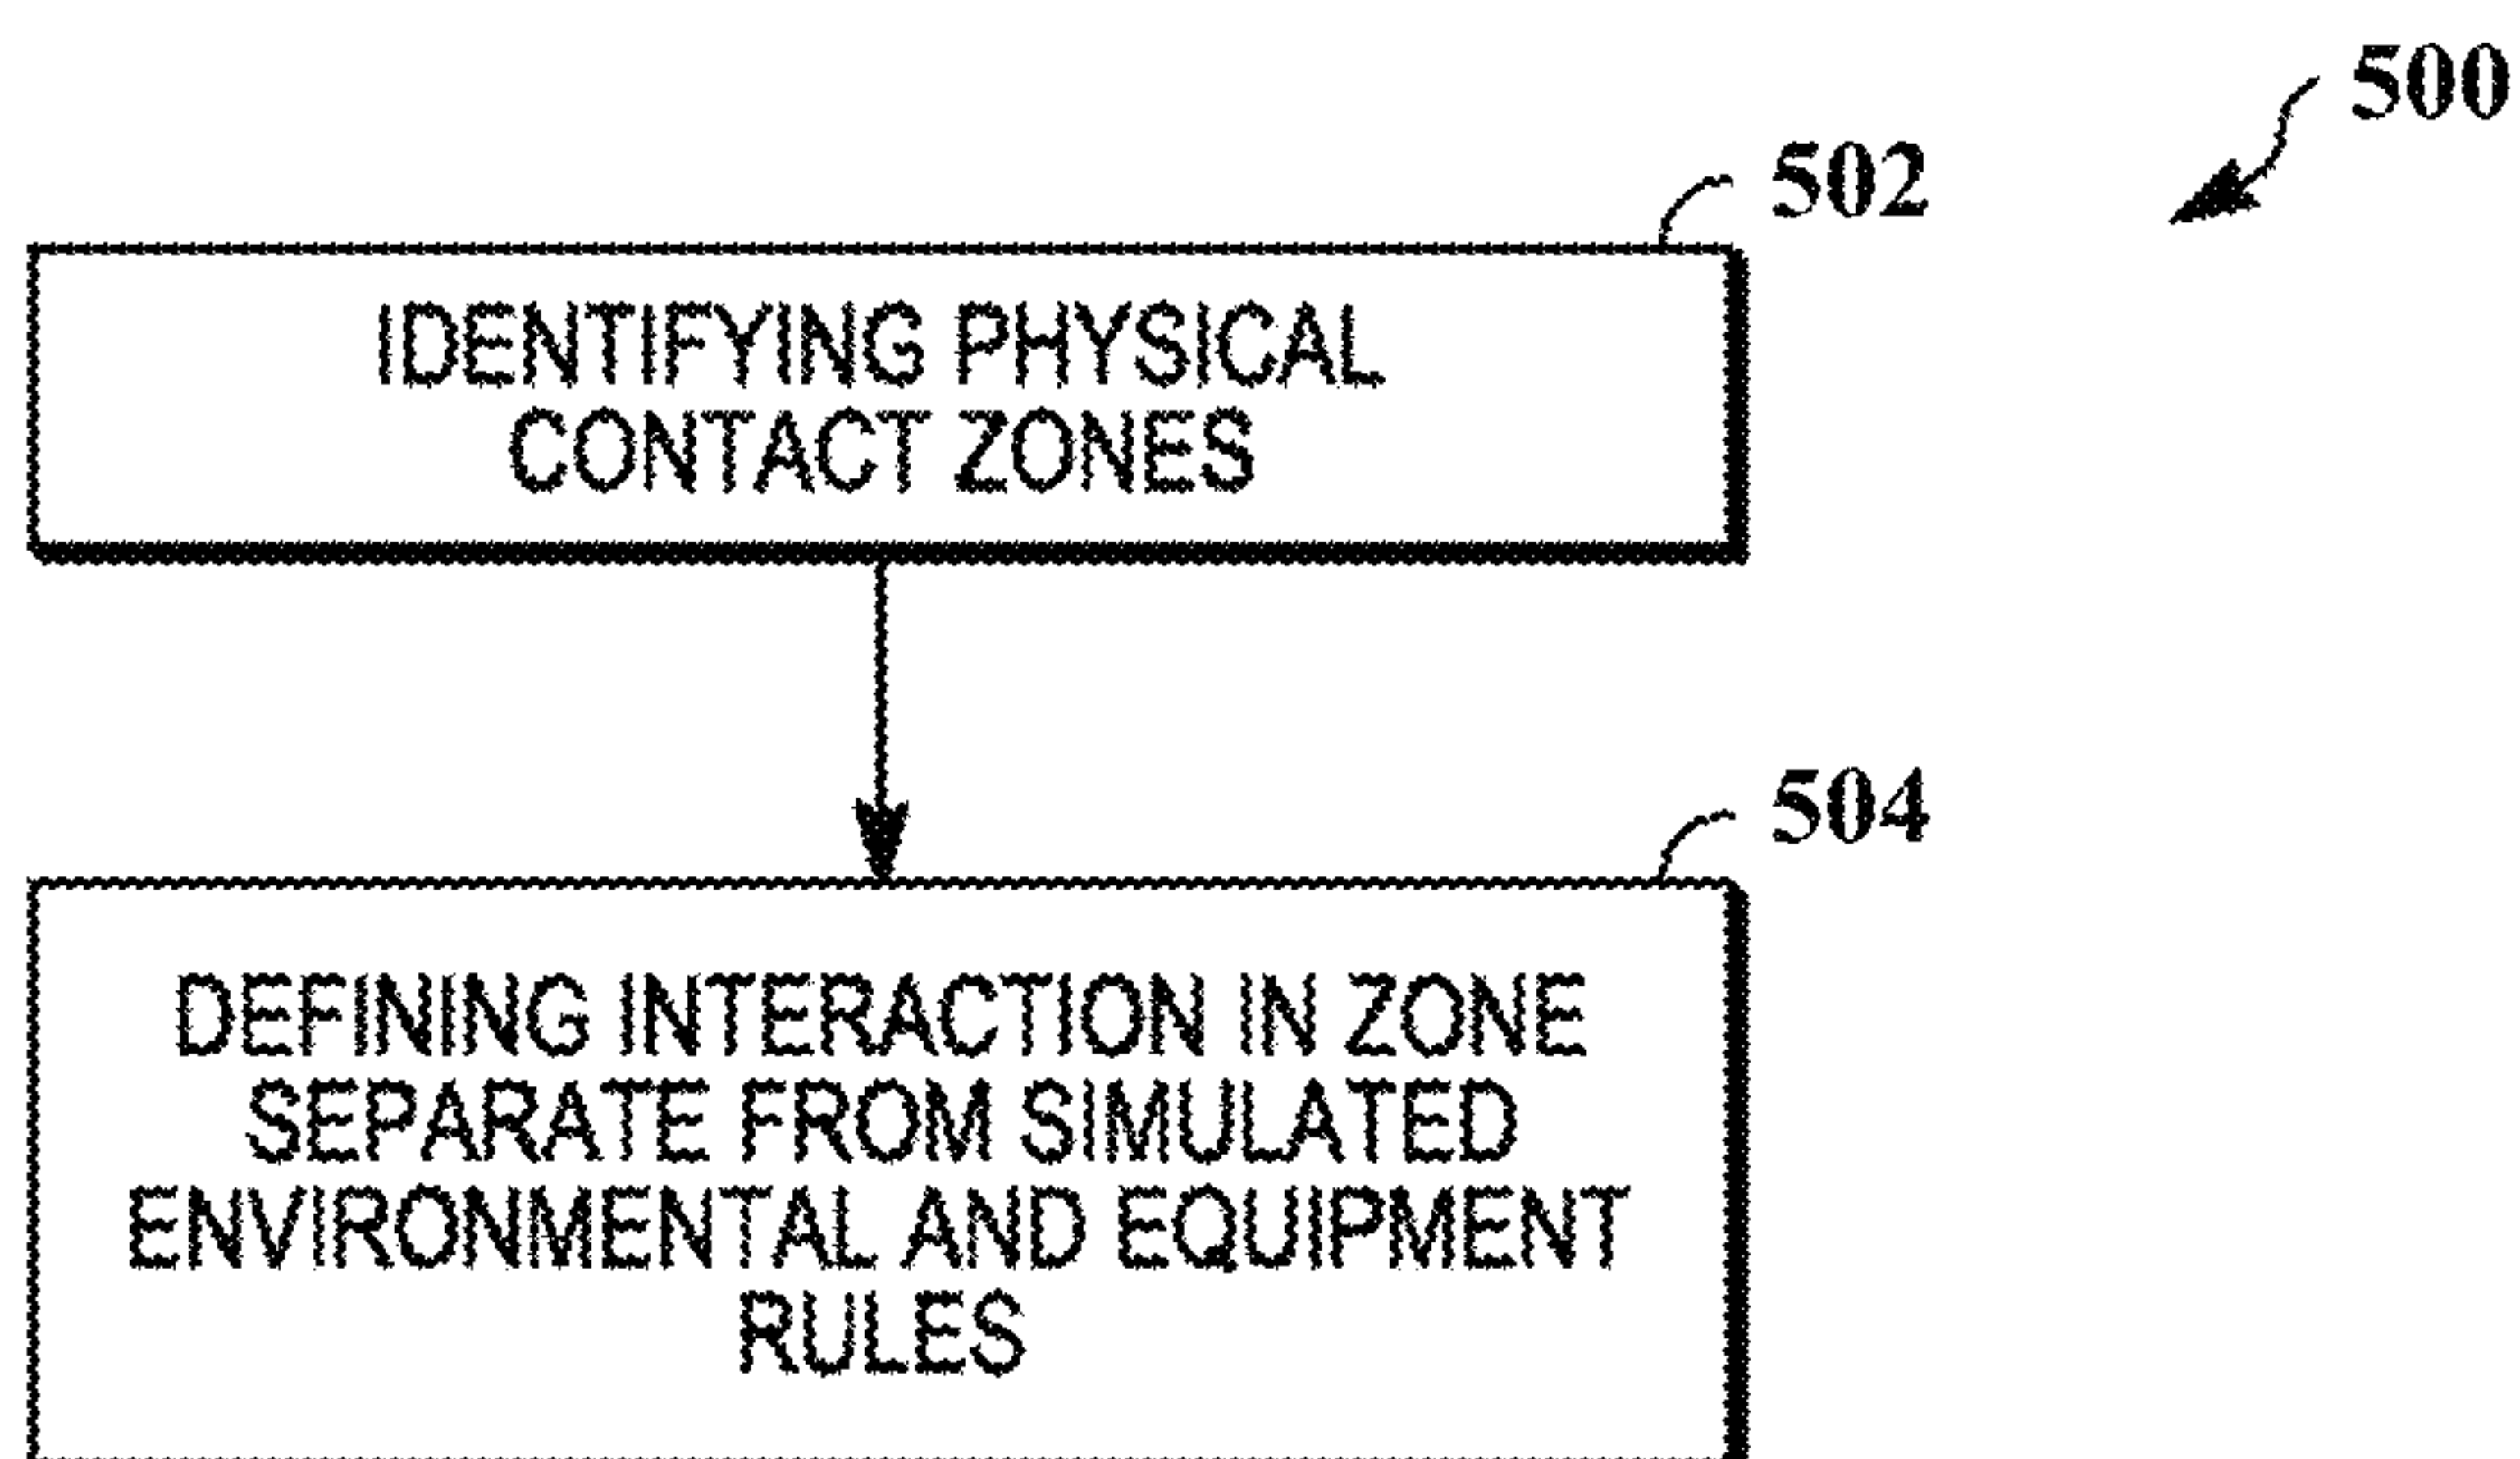 500
502
IDENTIFYING PHYSICAL
CONTACT ZONES
504
DEFINING INTERACTION IN ZONE
SEPARATE FROM SIMULATED
ENVIRONMENTAL AND EQUIPMENT
RULES